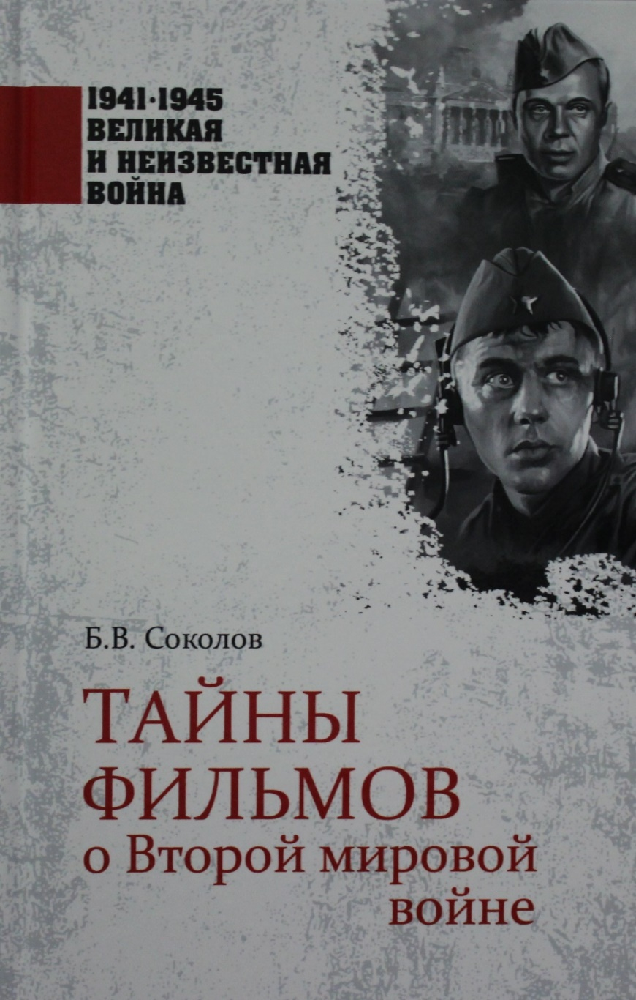 1941·1945
ВЕЛИКАЯ
И НЕИЗВЕСТНАЯ
ВОЙНА
Б.В. Соколов
ТАЙНЫ
ФИЛЬМОВ
о Второй мировой
войне